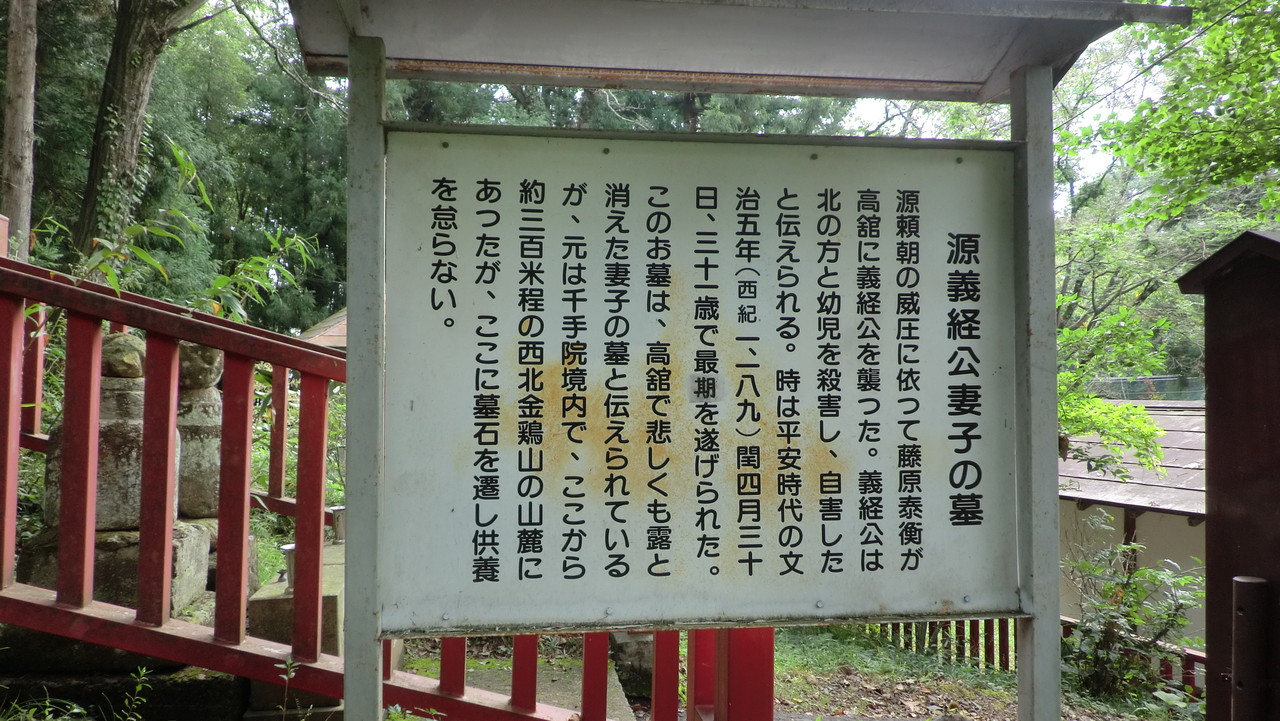 源義経公妻子の墓
源頼朝の威圧に依って藤原泰衡が
高舘に義経公を襲った。義経公は
北の方と幼児を殺害し、自害した
と伝えられる。時は平安時代の文
治五年（西紀一、一八九）閏四月三十
日、三十一歳で最期を遂げられた。
このお墓は、高舘で悲しくも露と
消えた妻子の墓と伝えられている
が、元は千手院境内で、ここから
約三百米程の西北金鶏山の山麓に
あつたが、ここに墓石を遷し供養
を怠らない。